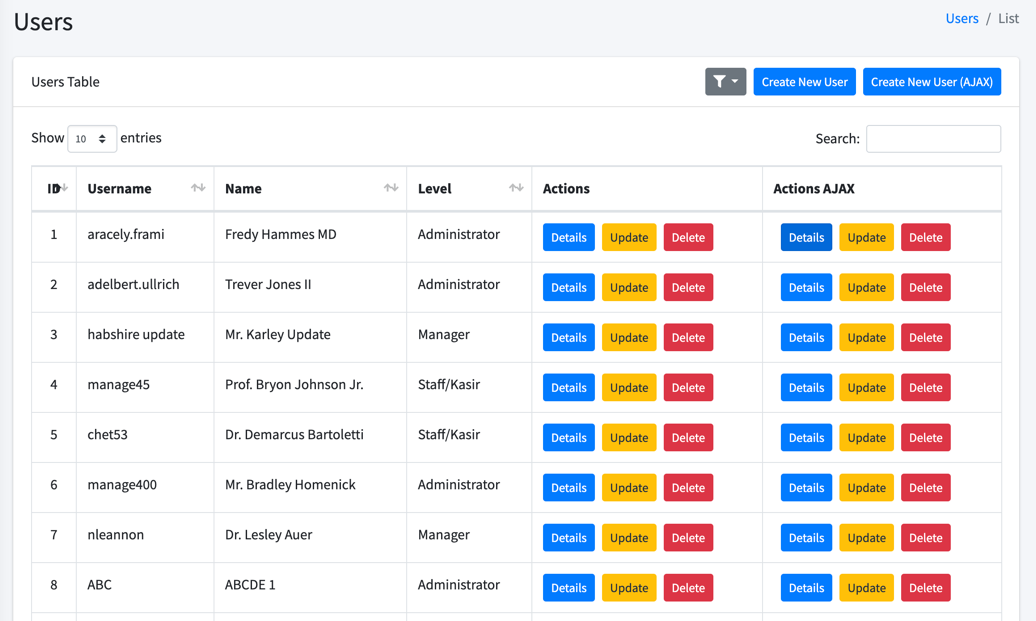 Users
Users / List
Users Table
Create New User
Create New User (AJAX)
Show 10 entries
Search:
ID Username Name Level Actions Actions AJAX
1 aracely.frami Fredy Hammes MD Administrator Details Update Delete Details Update Delete
2 adelbert.ullrich Trever Jones II Administrator Details Update Delete Details Update Delete
3 habshire update Mr. Karley Update Manager Details Update Delete Details Update Delete
4 manage45 Prof. Bryon Johnson Jr. Staff/Kasir Details Update Delete Details Update Delete
5 chet53 Dr. Demarcus Bartoletti Staff/Kasir Details Update Delete Details Update Delete
6 manage400 Mr. Bradley Homenick Administrator Details Update Delete Details Update Delete
7 nleannon Dr. Lesley Auer Manager Details Update Delete Details Update Delete
8 ABC ABCDE 1 Administrator Details Update Delete Details Update Delete